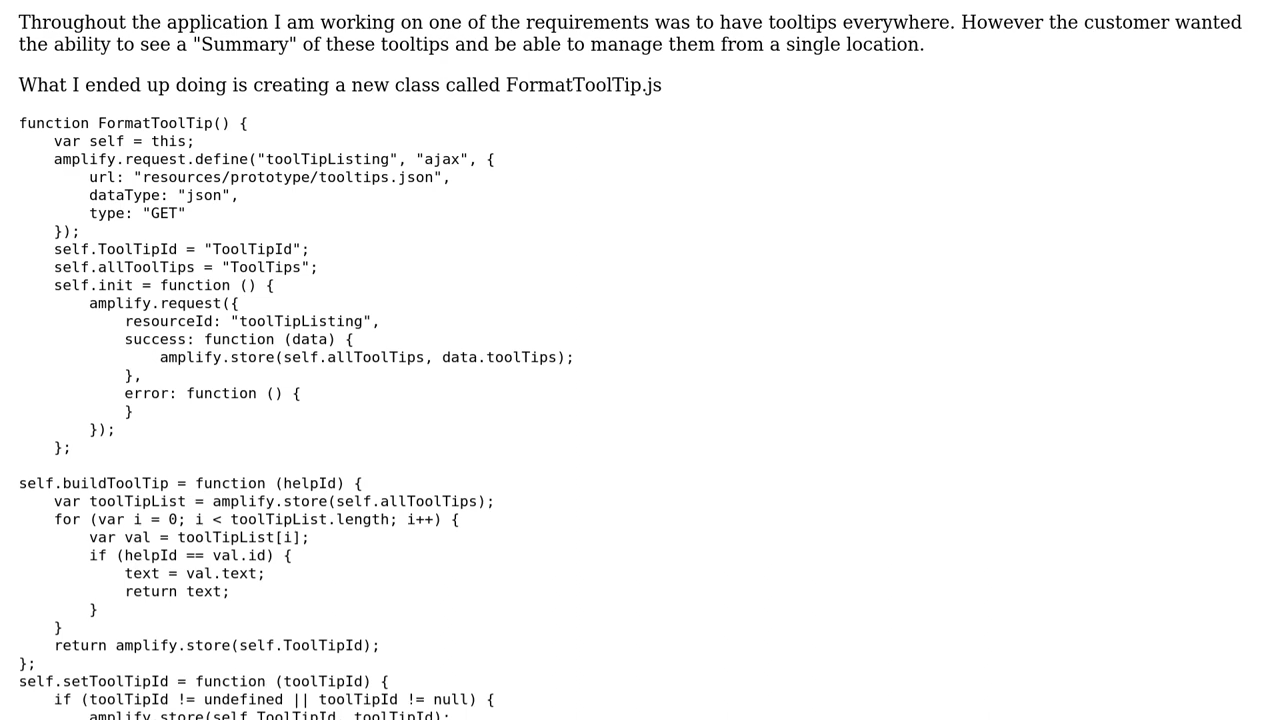 Throughout the application I am working on one of the requirements was to have tooltips everywhere. However the customer wanted
the ability to see a "Summary" of these tooltips and be able to manage them from a single location.
What I ended up doing is creating a new class called FormatToolTip.js
function FormatToolTip() {
    var self = this;
    amplify.request.define("toolTipListing", "ajax", {
        url: "resources/prototype/tooltips.json",
        dataType: "json",
        type: "GET"
    });
    self.ToolTipId = "ToolTipId";
    self.allToolTips = "ToolTips";
    self.init = function () {
        amplify.request({
            resourceId: "toolTipListing",
            success: function (data) {
                amplify.store(self.allToolTips, data.toolTips);
            },
            error: function () {
            }
        });
    };
self.buildToolTip = function (helpId) {
    var toolTipList = amplify.store(self.allToolTips);
    for (var i = 0; i < toolTipList.length; i++) {
        var val = toolTipList[i];
        if (helpId == val.id) {
            text = val.text;
            return text;
        }
    }
    return amplify.store(self.ToolTipId);
};
self.setToolTipId = function (toolTipId) {
    if (toolTipId != undefined || toolTipId != null) {
        amplify.store(self.ToolTipId, toolTipId);